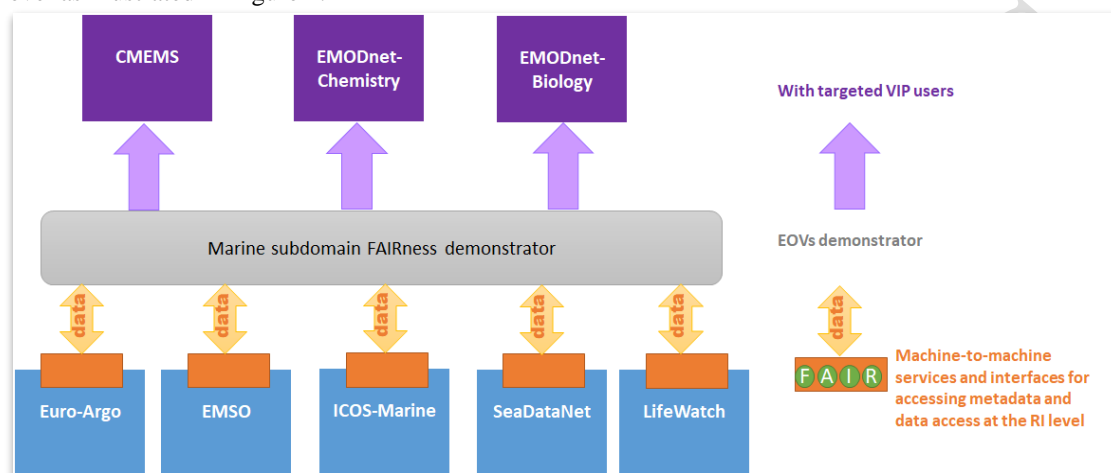 CMEMS
EMODnet-
Chemistry
EMODnet-
Biology
With targeted VIP users
Marine subdomain FAIRness demonstrator
EOVs demonstrator
data
data
data
data
data
data
F A I R
Machine-to-machine
services and interfaces for
accessing metadata and
data access at the RI level
Euro-Argo
EMSO
ICOS-Marine
SeaDataNet
LifeWatch